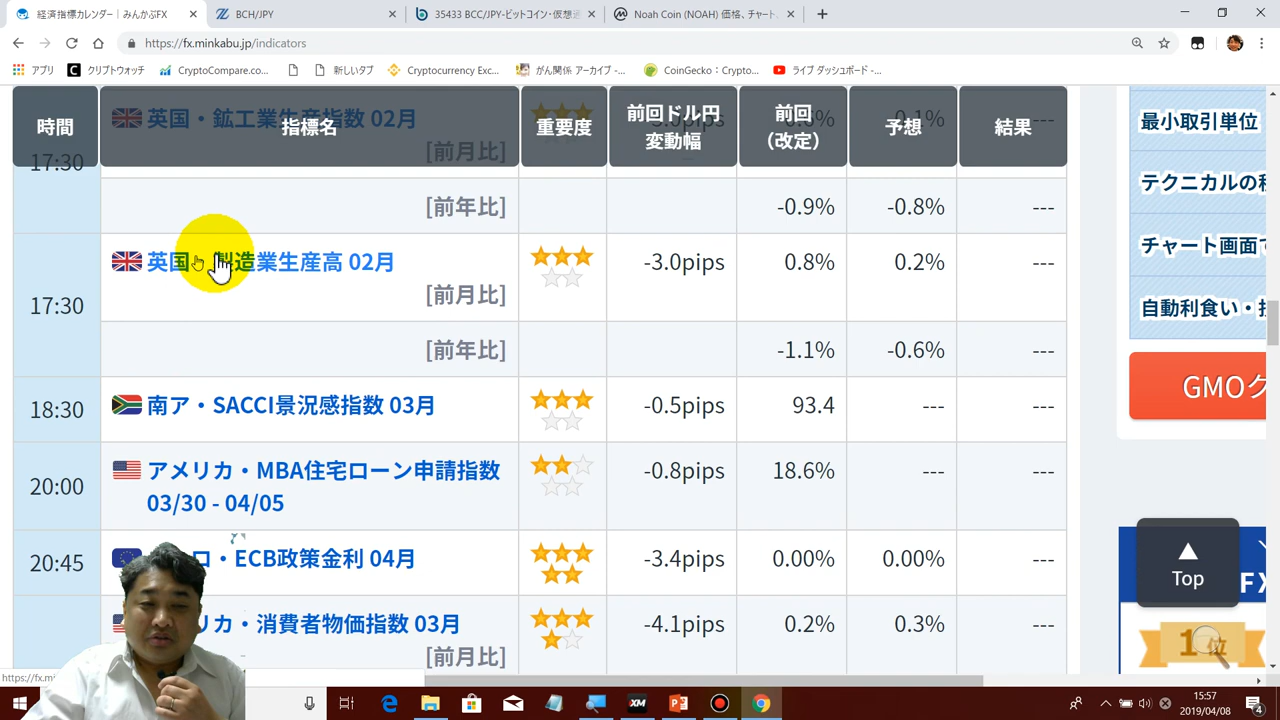 経済指標カレンダー | みんかぶFX
BCH/JPY
35433 BCC/JPY-ビットコイン・仮想通
Noah Coin (NOAH) 価格、チャート、
https://fx.minkabu.jp/indicators
アプリ
クリプトウォッチ
CryptoCompare.co...
新しいタブ
Cryptocurrency Exc...
がん関係 アーカイブ - ...
CoinGecko : Cryptoc...
ライブ ダッシュボード - ...
時間
指標名
重要度
前回ドル円
変動幅
前回
(改定)
予想
結果
17:30
英国・鉱工業生産指数 02月
[前月比]
[前年比]
-0.9%
-0.8%
---
17:30
英国・製造業生産高 02月
[前月比]
-3.0pips
0.8%
0.2%
---
[前年比]
-1.1%
-0.6%
---
18:30
南ア・SACCI景況感指数 03月
-0.5pips
93.4
---
---
20:00
アメリカ・MBA住宅ローン申請指数
03/30 - 04/05
-0.8pips
18.6%
---
---
20:45
ロ・ECB政策金利 04月
-3.4pips
0.00%
0.00%
---
リカ・消費者物価指数 03月
[前月比]
-4.1pips
0.2%
0.3%
---
最小取引単位
テクニカルの
チャート画面
自動利食い・
GMOク
Top
FX
1位
https://fx.m
15:57
2019/04/08